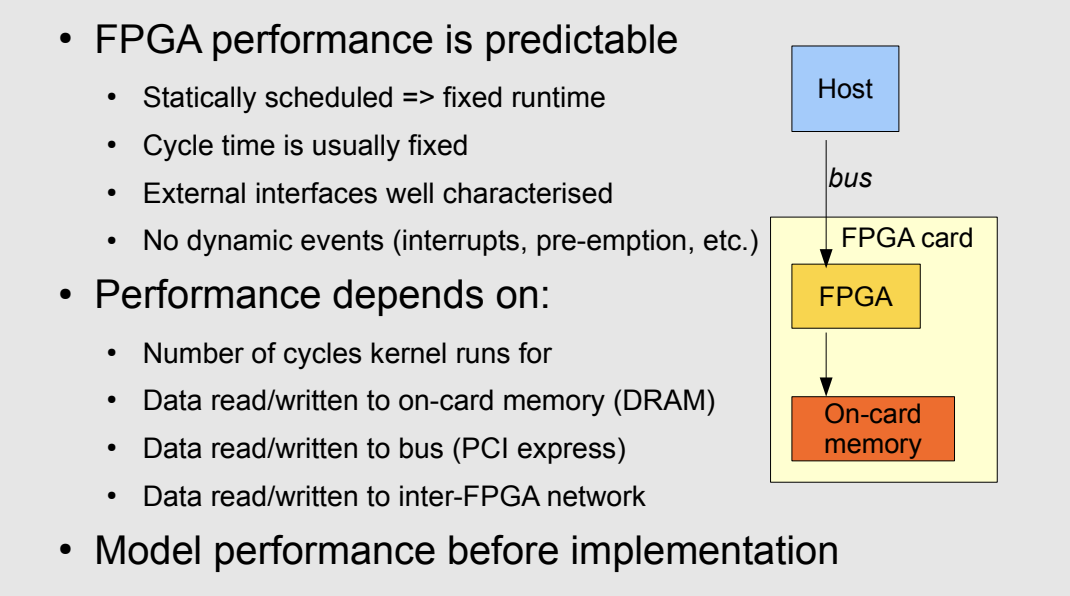 • FPGA performance is predictable
• Statically scheduled => fixed runtime
• Cycle time is usually fixed
• External interfaces well characterised
• No dynamic events (interrupts, pre-emption, etc.)
• Performance depends on:
• Number of cycles kernel runs for
• Data read/written to on-card memory (DRAM)
• Data read/written to bus (PCI express)
• Data read/written to inter-FPGA network
• Model performance before implementation
Host
bus
FPGA card
FPGA
On-card
memory